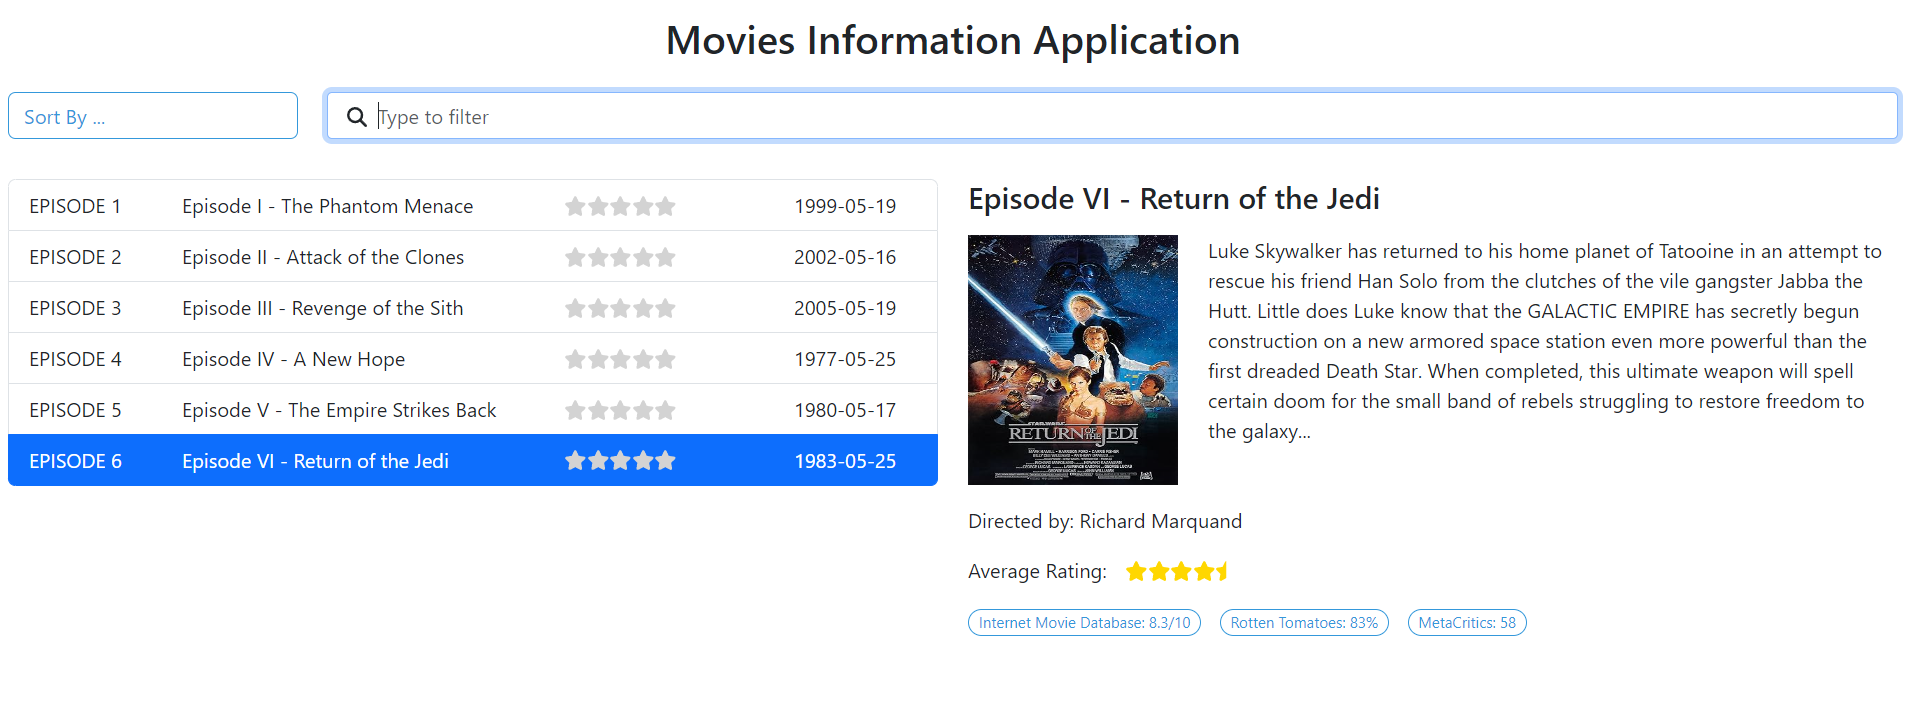 Movies Information Application
Sort By ...
Type to filter
EPISODE 1 Episode I - The Phantom Menace 1999-05-19
EPISODE 2 Episode II - Attack of the Clones 2002-05-16
EPISODE 3 Episode III - Revenge of the Sith 2005-05-19
EPISODE 4 Episode IV - A New Hope 1977-05-25
EPISODE 5 Episode V - The Empire Strikes Back 1980-05-17
EPISODE 6 Episode VI - Return of the Jedi 1983-05-25
Episode VI - Return of the Jedi
STAR WARS
RETURN OF THE JEDI
Luke Skywalker has returned to his home planet of Tatooine in an attempt to
rescue his friend Han Solo from the clutches of the vile gangster Jabba the
Hutt. Little does Luke know that the GALACTIC EMPIRE has secretly begun
construction on a new armored space station even more powerful than the
first dreaded Death Star. When completed, this ultimate weapon will spell
certain doom for the small band of rebels struggling to restore freedom to
the galaxy...
Directed by: Richard Marquand
Average Rating:
Internet Movie Database: 8.3/10
Rotten Tomatoes: 83%
MetaCritics: 58